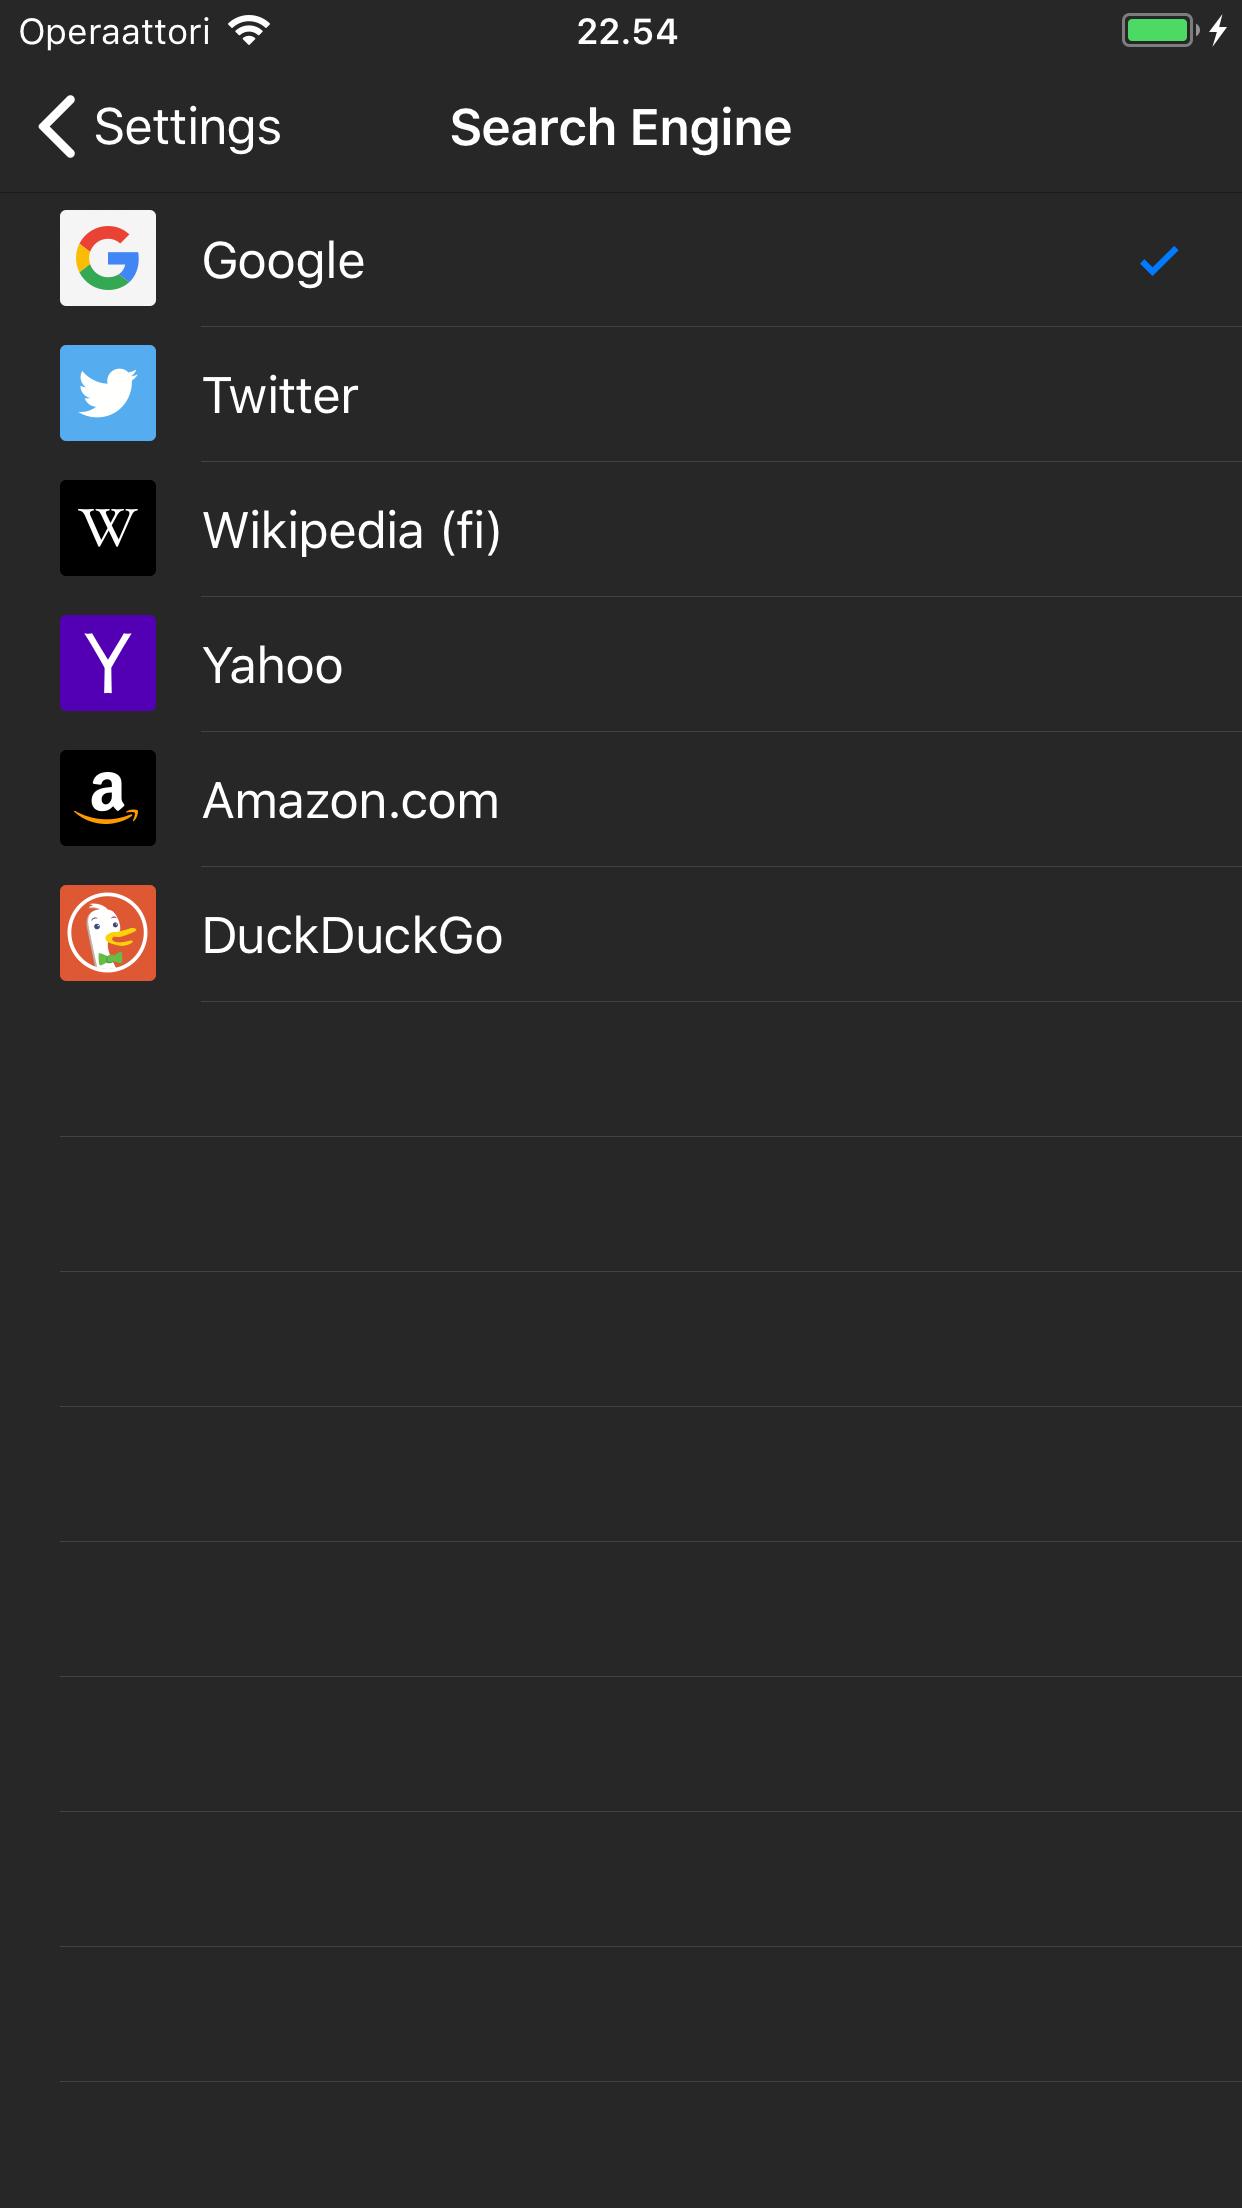 Operaattori 22.54
Settings Search Engine
Google
Twitter
W Wikipedia (fi)
Y Yahoo
a Amazon.com
DuckDuckGo